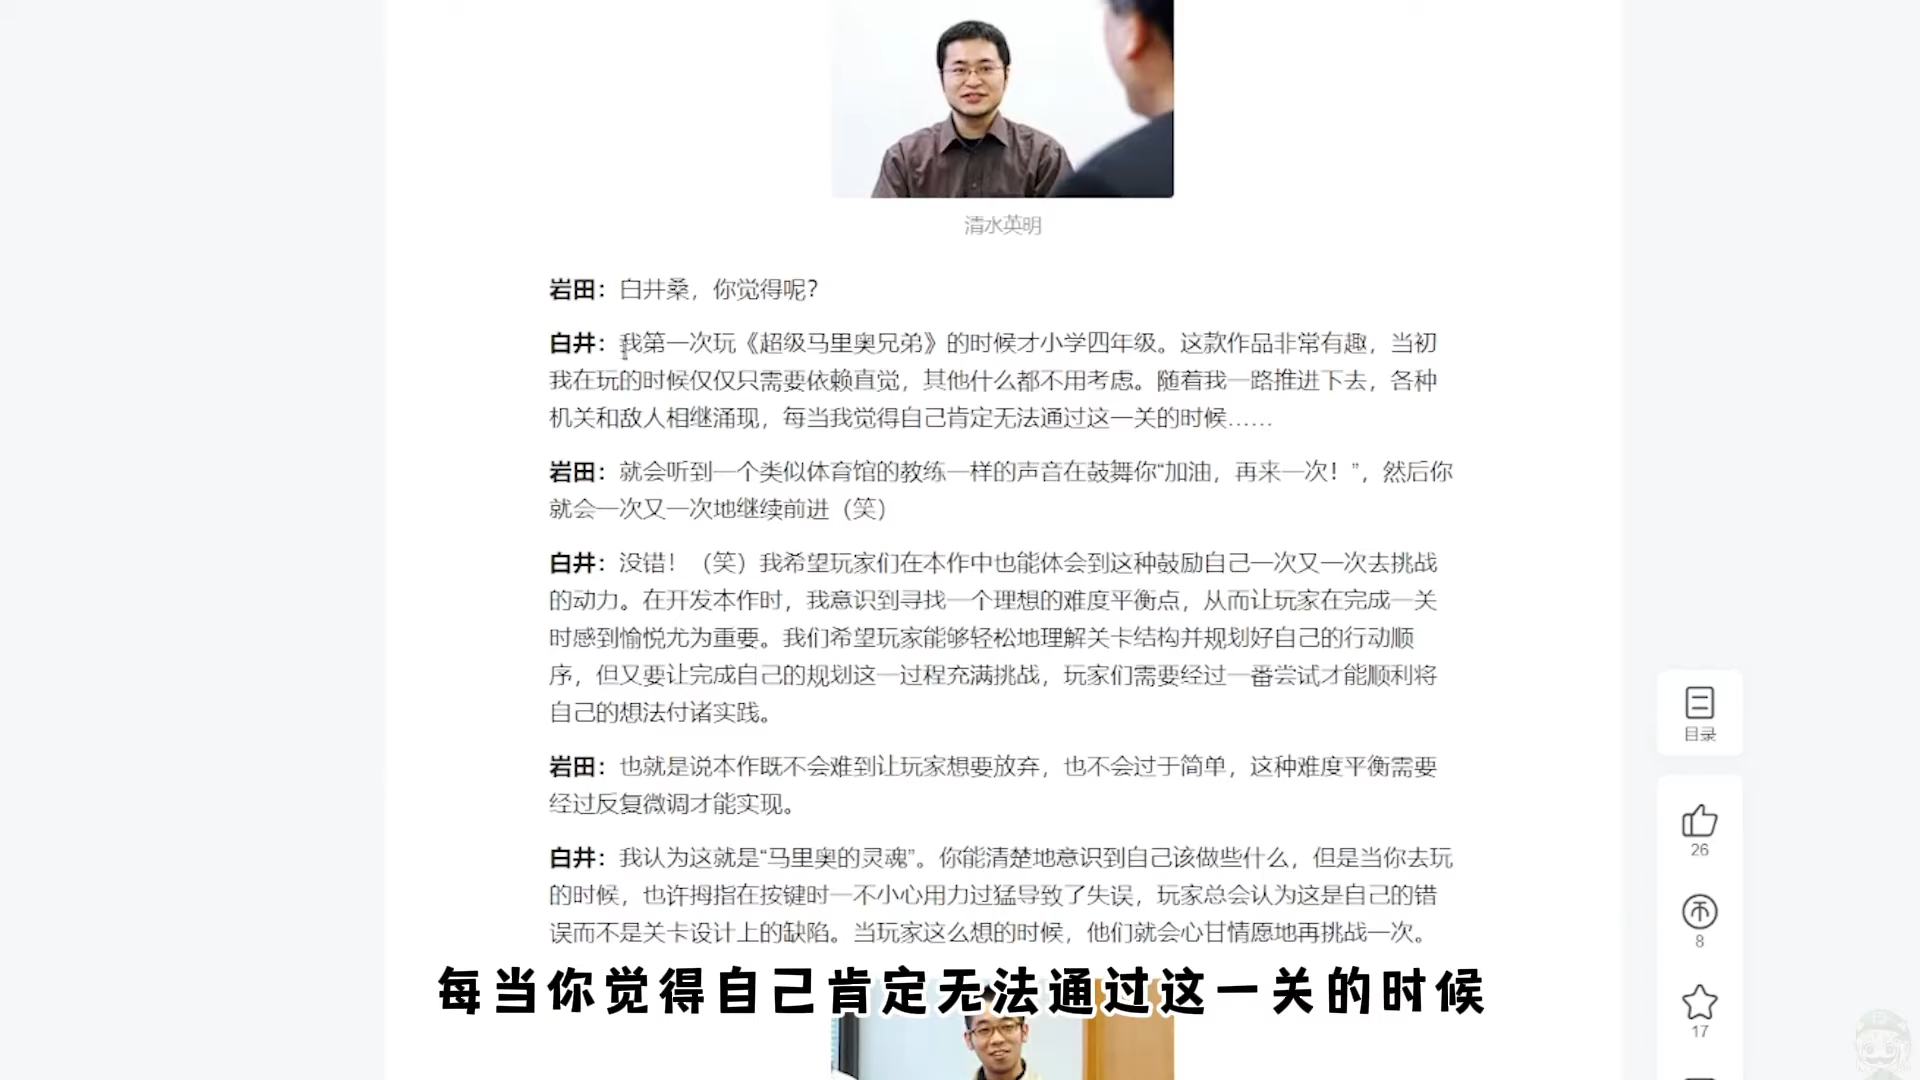 清水英明
岩田：白井桑，你觉得呢？
白井：我第一次玩《超级马里奥兄弟》的时候才小学四年级。这款作品非常有趣，当初
我在玩的时候仅仅只需要依赖直觉，其他什么都不用考虑。随着我一路推进下去，各种
机关和敌人相继涌现，每当我觉得自己肯定无法通过这一关的时候……
岩田：就会听到一个类似体育馆的教练一样的声音在鼓舞你“加油，再来一次！”，然后你
就会一次又一次地继续前进（笑）
白井：没错！（笑）我希望玩家们在本作中也能体会到这种鼓励自己一次又一次去挑战
的动力。在开发本作时，我意识到寻找一个理想的难度平衡点，从而让玩家在完成一关
时感到愉悦尤为重要。我们希望玩家能够轻松地理解关卡结构并规划好自己的行动顺
序，但又要让完成自己的规划这一过程充满挑战，玩家们需要经过一番尝试才能顺利将
自己的想法付诸实践。
岩田：也就是说本作既不会难到让玩家想要放弃，也不会过于简单，这种难度平衡需要
经过反复微调才能实现。
白井：我认为这就是“马里奥的灵魂”。你能清楚地意识到自己该做些什么，但是当你去玩
的时候，也许拇指在按键时一不小心用力过猛导致了失误，玩家总会认为这是自己的错
误而不是关卡设计上的缺陷。当玩家这么想的时候，他们就会心甘情愿地再挑战一次。
每当你觉得自己肯定无法通过这一关的时候
目录
26
8
17